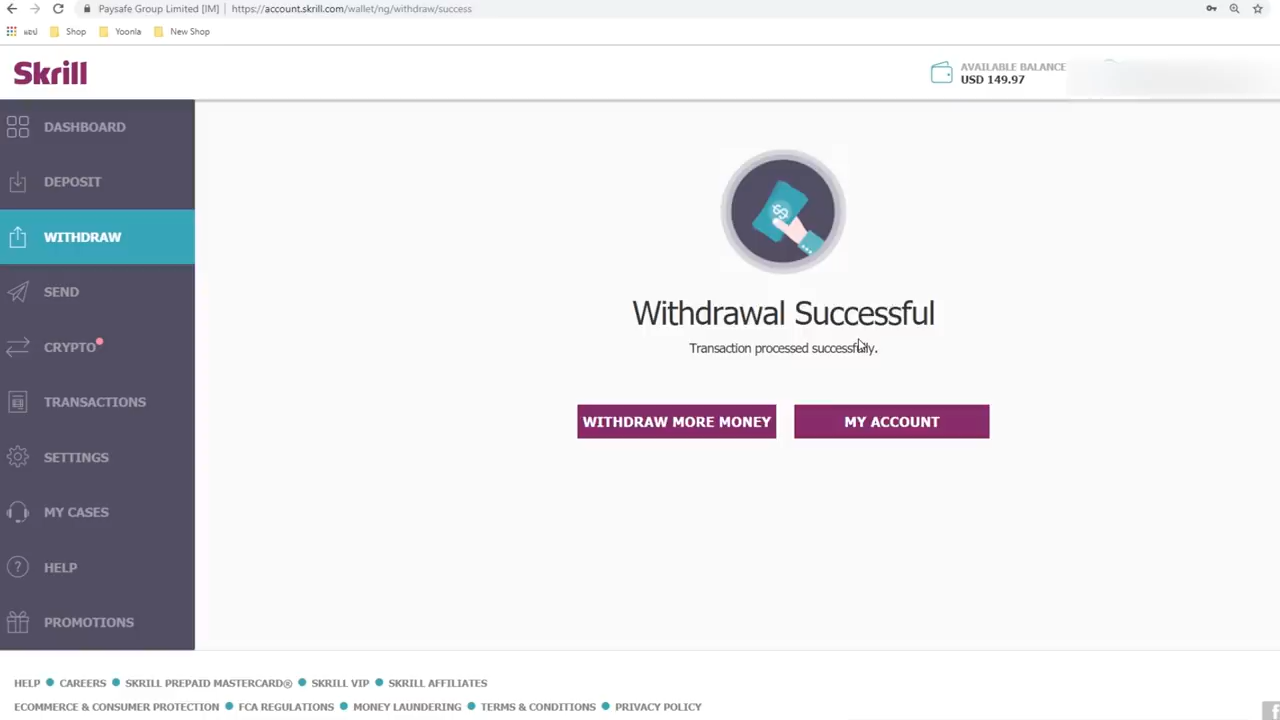 Paysafe Group Limited [IM] | https://account.skrill.com/wallet/ng/withdraw/success
Shop Yoonla New Shop
Skrill
AVAILABLE BALANCE
USD 149.97
DASHBOARD
DEPOSIT
WITHDRAW
SEND
CRYPTO
TRANSACTIONS
SETTINGS
MY CASES
HELP
PROMOTIONS
Withdrawal Successful
Transaction processed successfully.
WITHDRAW MORE MONEY
MY ACCOUNT
HELP CAREERS SKRILL PREPAID MASTERCARD® SKRILL VIP SKRILL AFFILIATES
ECOMMERCE & CONSUMER PROTECTION FCA REGULATIONS MONEY LAUNDERING TERMS & CONDITIONS PRIVACY POLICY